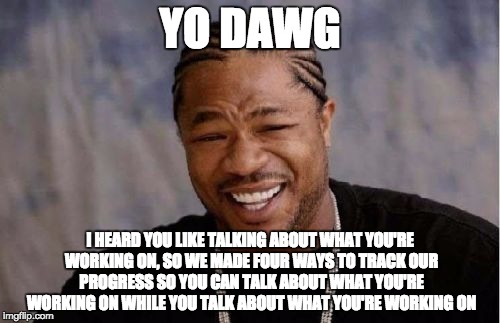 YO DAWG
I HEARD YOU LIKE TALKING ABOUT WHAT YOU'RE
WORKING ON, SO WE MADE FOUR WAYS TO TRACK OUR
PROGRESS SO YOU CAN TALK ABOUT WHAT YOU'RE
WORKING ON WHILE YOU TALK ABOUT WHAT YOU'RE WORKING ON
imgflip.com